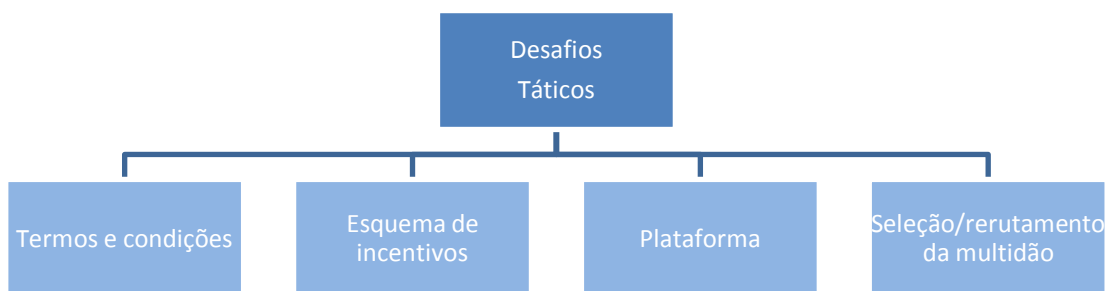 Desafios
Táticos
Termos e condições
Esquema de
incentivos
Plataforma
Seleção/rerutamento
da multidão